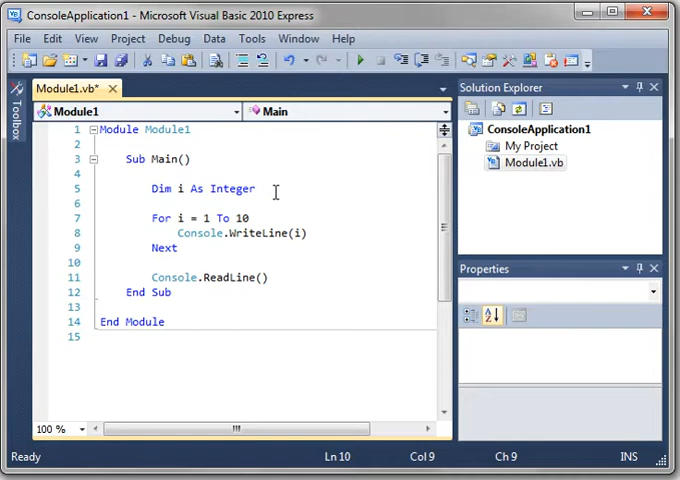 ConsoleApplication1 - Microsoft Visual Basic 2010 Express
File Edit View Project Debug Data Tools Window Help
Module1.vb* Solution Explorer
Toolbox
Module1 Main
ConsoleApplication1
My Project
Module1.vb
1 Module Module1
2
3 Sub Main()
4
5 Dim i As Integer
6
7 For i = 1 To 10
8 Console.WriteLine(i)
9 Next
10
11 Console.ReadLine()
12 End Sub
13
14 End Module
15
Properties
100 %
Ready Ln 10 Col 9 Ch 9 INS